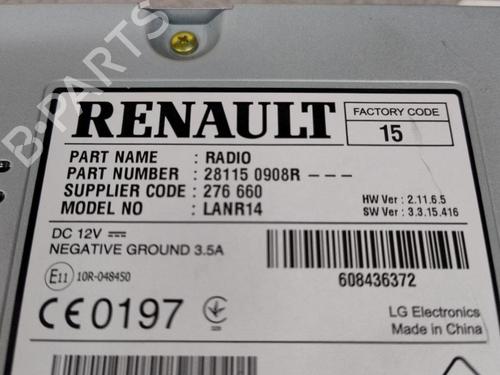 RENAULT
FACTORY CODE
15
PART NAME : RADIO
PART NUMBER : 28115 0908R - - -
SUPPLIER CODE : 276 660
MODEL NO : LANR14
HW Ver : 2.11.6.5
SW Ver : 3.3.15.416
DC 12V
NEGATIVE GROUND 3.5A
E11 10R-048450
608436372
CE 0197
LG Electronics
Made in China
B-PARTS